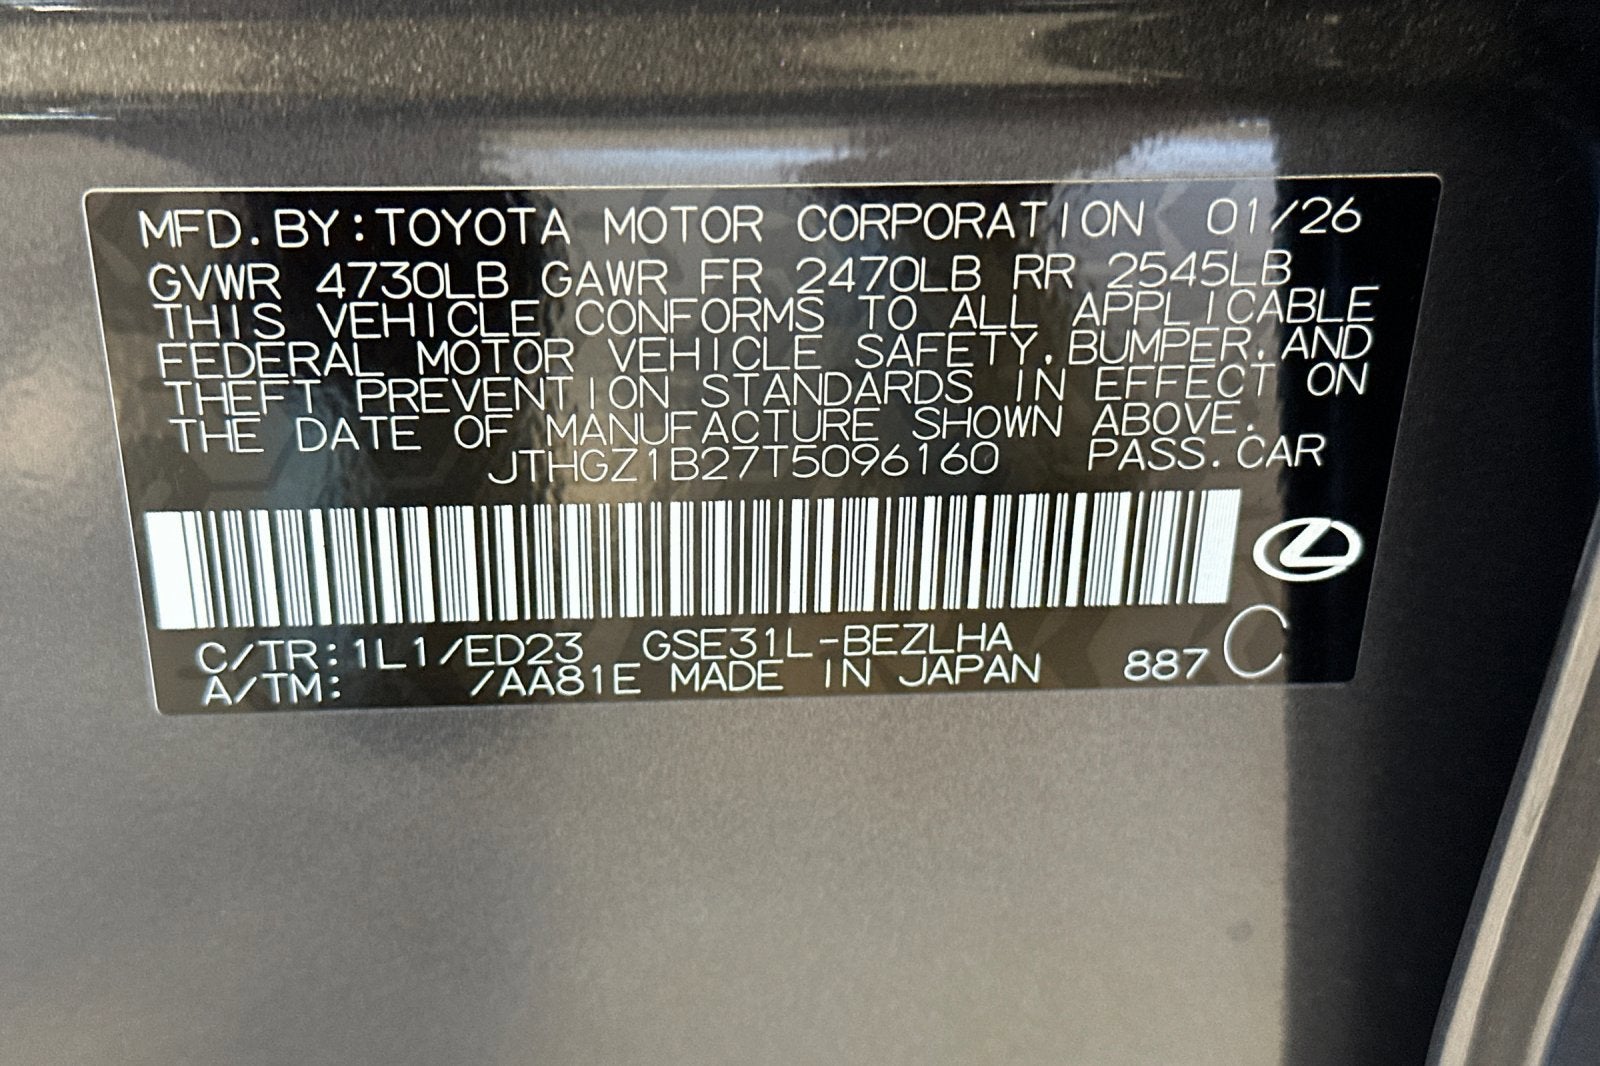 MFD. BY:TOYOTA MOTOR CORPORATION 01/26
GVWR 4730LB GAWR FR 2470LB RR 2545LB
THIS VEHICLE CONFORMS TO ALL APPLICABLE
FEDERAL MOTOR VEHICLE SAFETY, BUMPER, AND
THEFT PREVENTION STANDARDS IN EFFECT ON
THE DATE OF MANUFACTURE SHOWN ABOVE.
JTHGZ1B27T5096160 PASS. CAR
C/TR:1L1/ED23 GSE31L-BEZLHA
A/TM: /AA81E MADE IN JAPAN 887 C